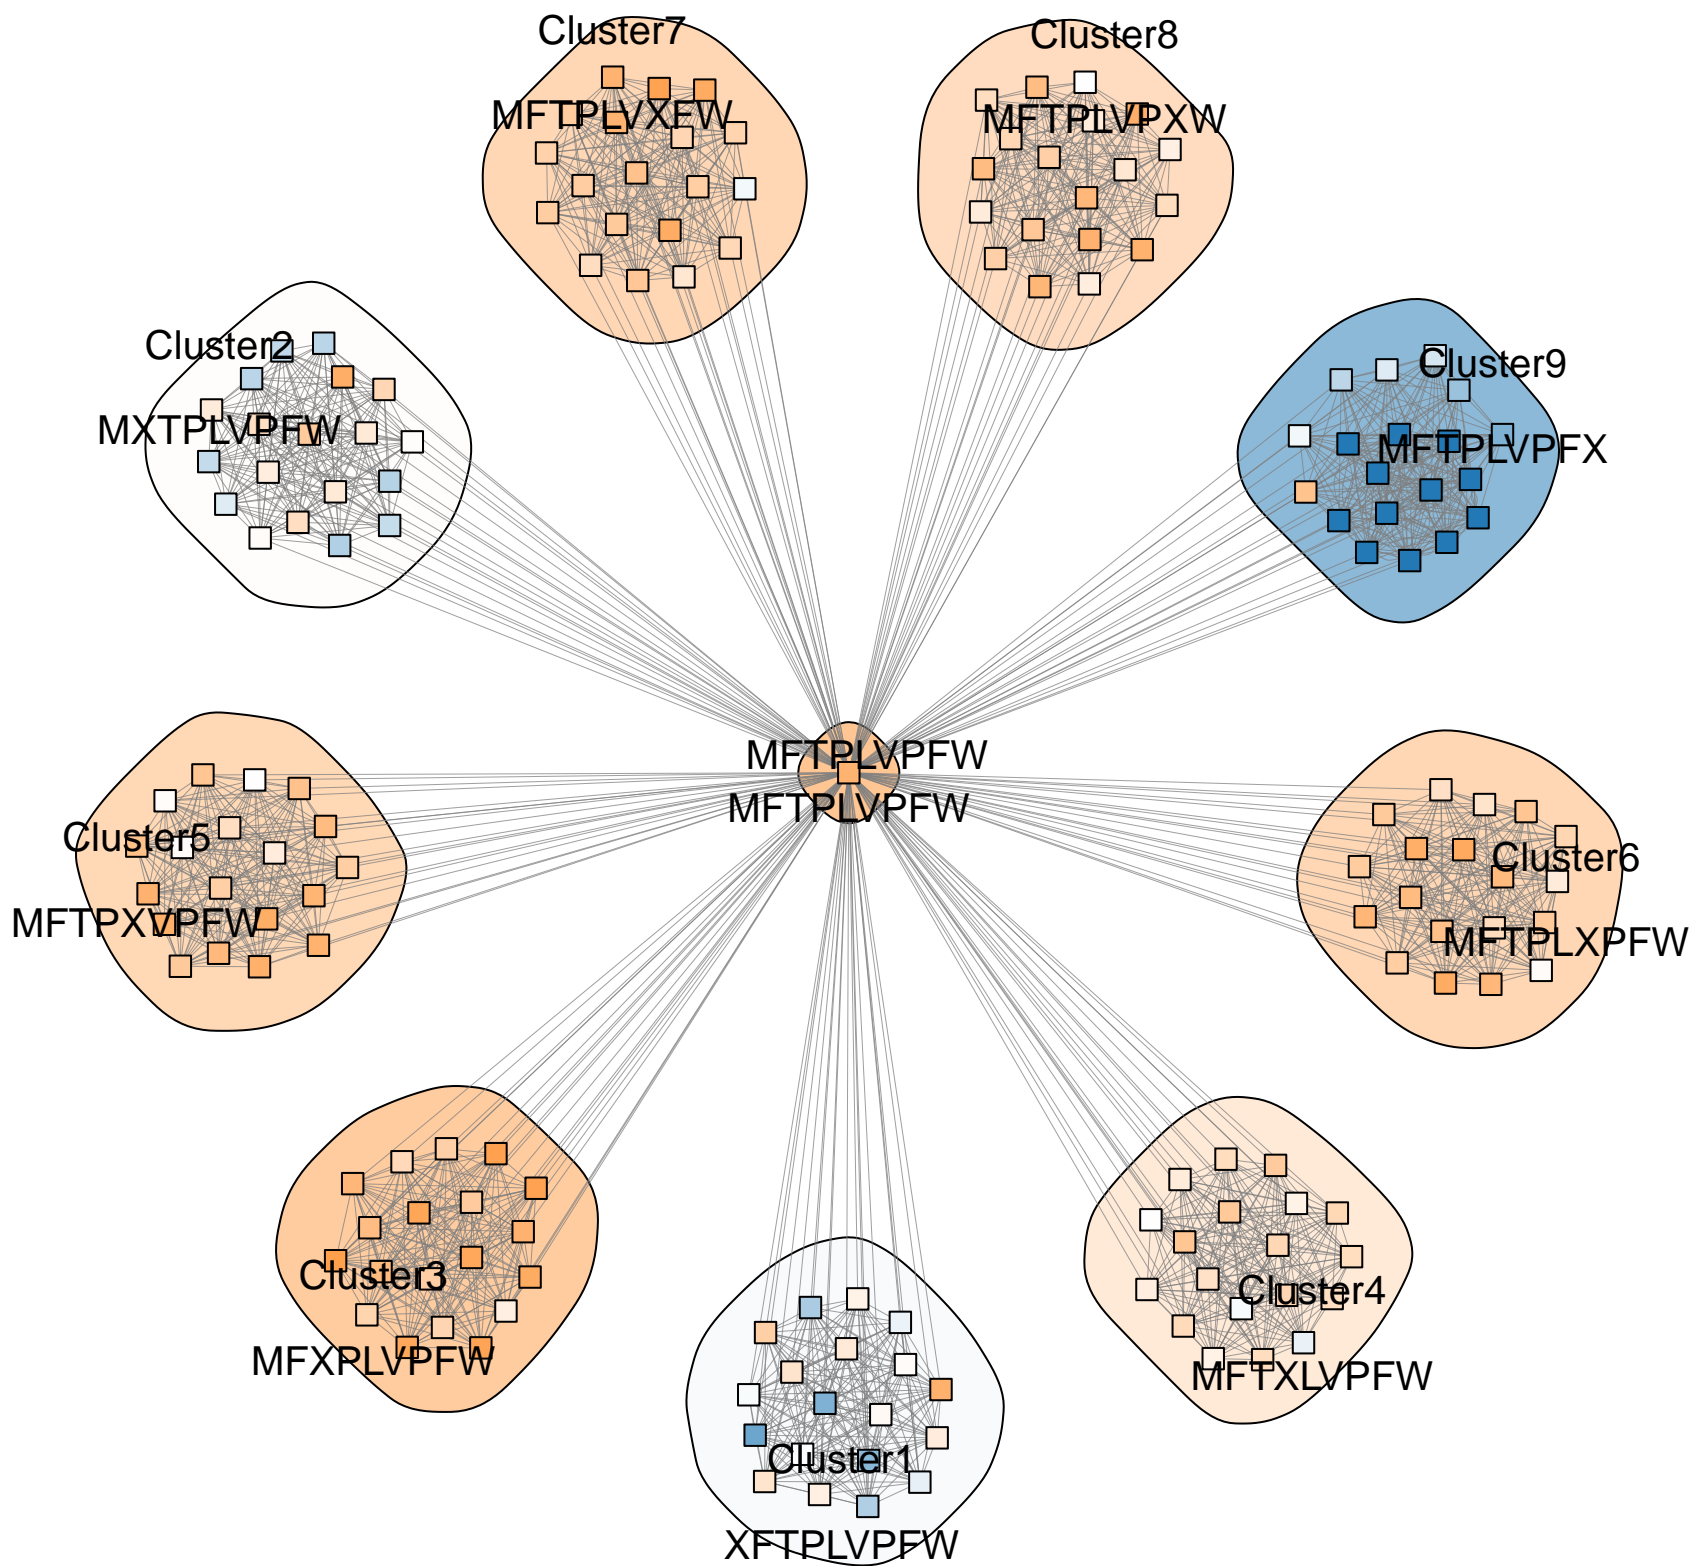 Cluster7
MFTPLVXFW
Cluster8
MFTPLVPXW
Cluster2
MXTPLVPFW
Cluster9
MFTPLVPFX
MFTPLVPFW
MFTPLVPFW
Cluster5
MFTPXVPFW
Cluster6
MFTPLXPFW
Cluster3
MFXPLVPFW
Cluster4
MFTXLVPFW
Cluster1
XFTPLVPFW